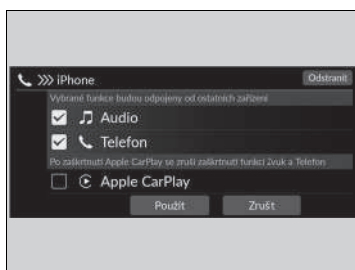 iPhone
Odstranit
Vybrané funkce budou odpojeny od ostatních zařízení
Audio
Telefon
Po zaškrtnutí Apple CarPlay se zruší zaškrtnutí funkcí Zvuk a Telefon
Apple CarPlay
Použít
Zrušt